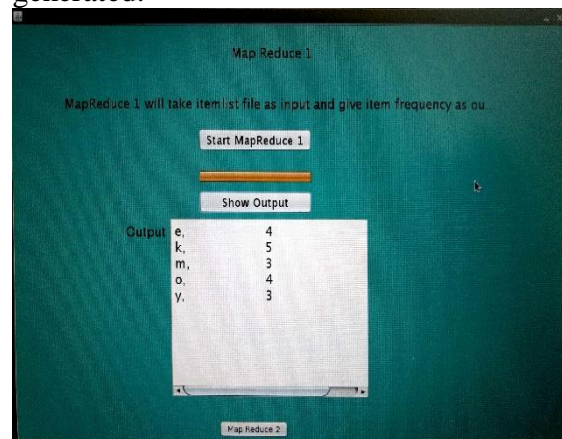 generated.
Map Reduce 1
MapReduce 1 will take itemlist file as input and give item frequency as ou...
Start MapReduce 1
Show Output
Output
e, 4
k, 5
m, 3
o, 4
y, 3
Map Reduce 2